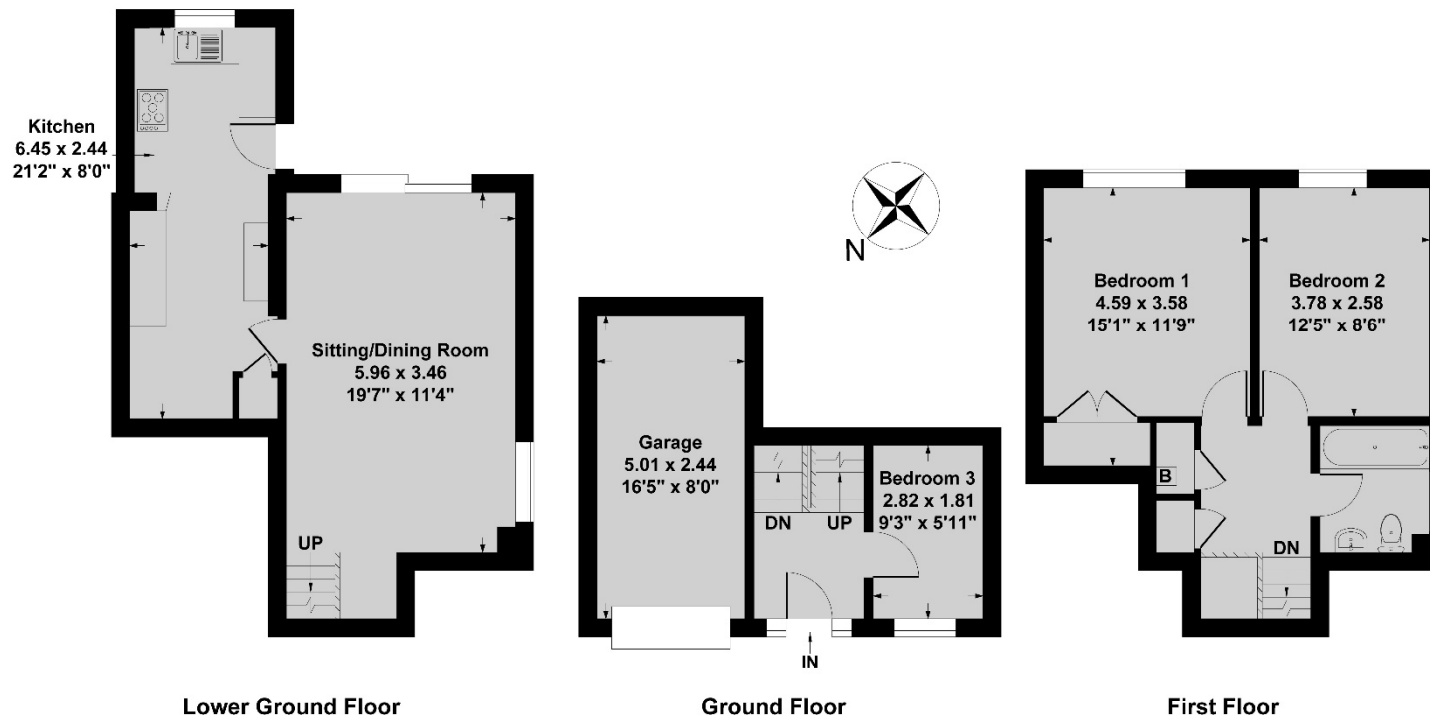 Kitchen
6.45 x 2.44
21'2" x 8'0"
Sitting/Dining Room
5.96 x 3.46
19'7" x 11'4"
UP
Lower Ground Floor
N
Garage
5.01 x 2.44
16'5" x 8'0"
DN
UP
Bedroom 3
2.82 x 1.81
9'3" x 5'11"
IN
Ground Floor
Bedroom 1
4.59 x 3.58
15'1" x 11'9"
Bedroom 2
3.78 x 2.58
12'5" x 8'6"
B
DN
First Floor